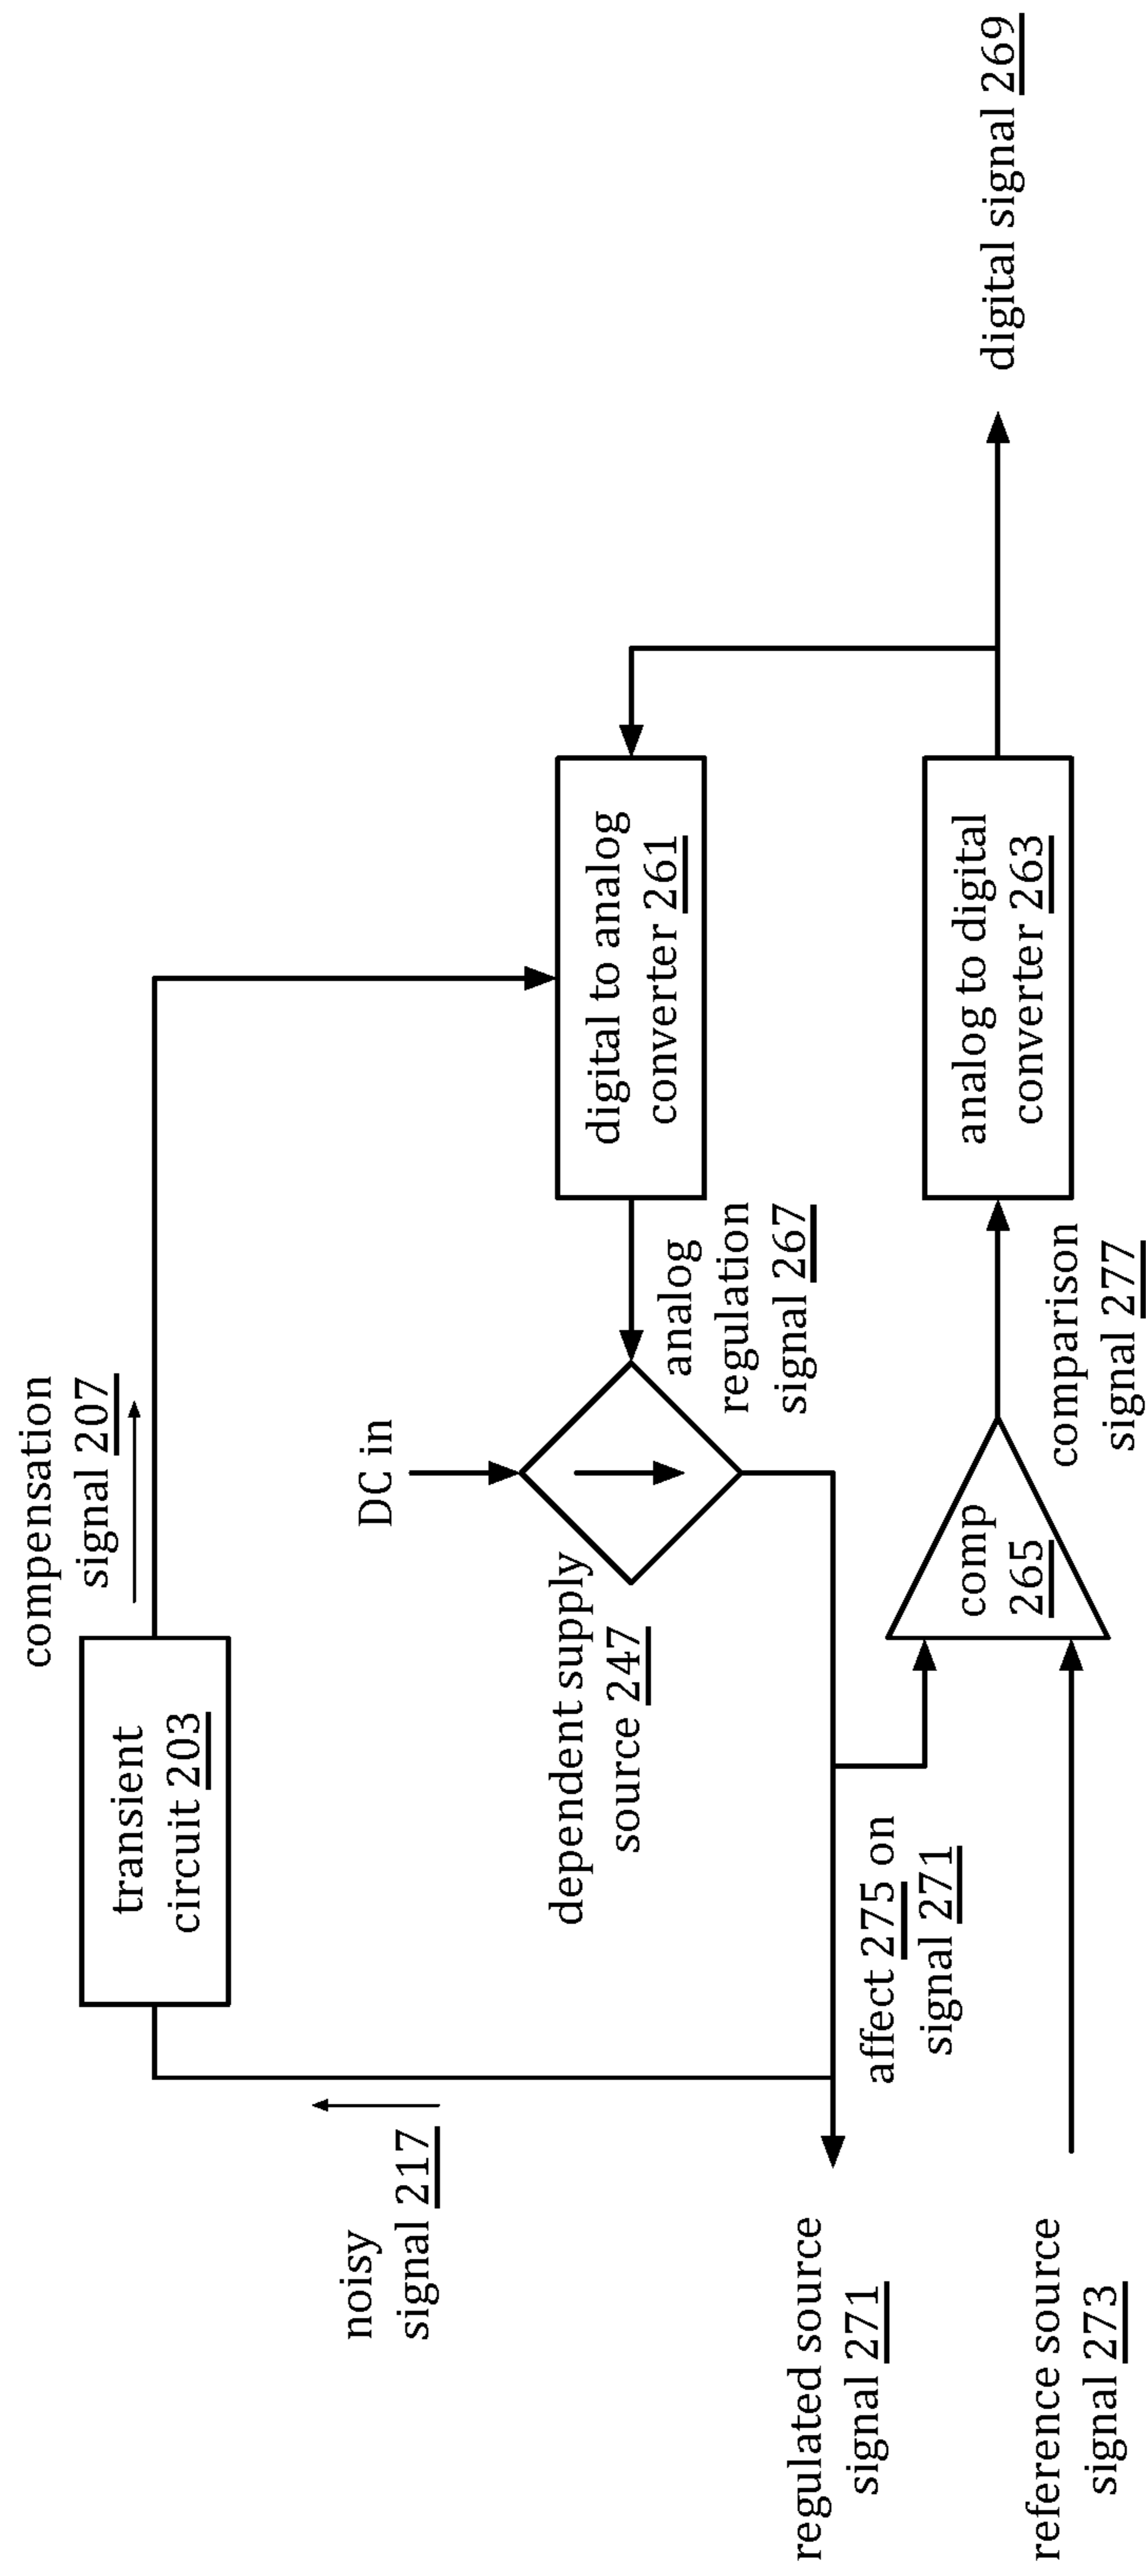 compensation
signal 207
transient
circuit 203
noisy
signal 217
DC in
dependent supply
source 247
digital to analog
converter 261
analog
regulation
signal 267
regulated source
signal 271
affect 275 on
signal 271
comp
265
analog to digital
converter 263
digital signal 269
comparison
signal 277
reference source
signal 273